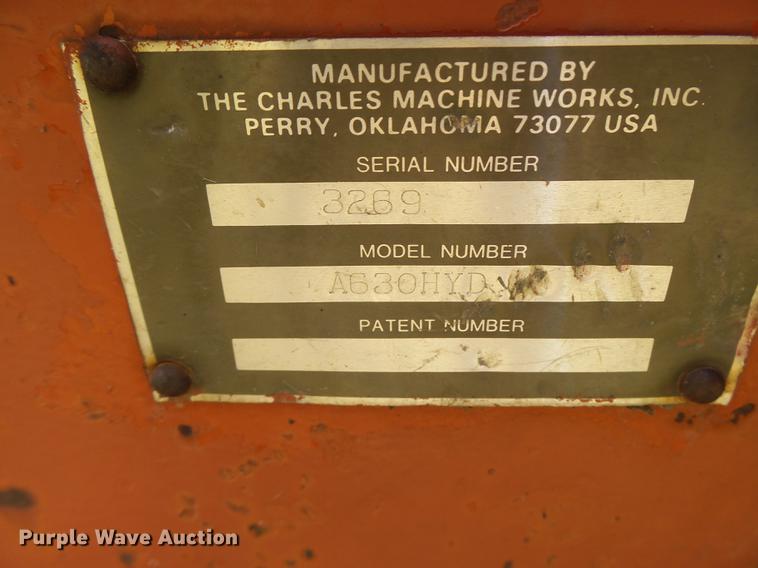 MANUFACTURED BY
THE CHARLES MACHINE WORKS, INC.
PERRY, OKLAHOMA 73077 USA
SERIAL NUMBER
3269
MODEL NUMBER
A630HYD
PATENT NUMBER
Purple Wave Auction